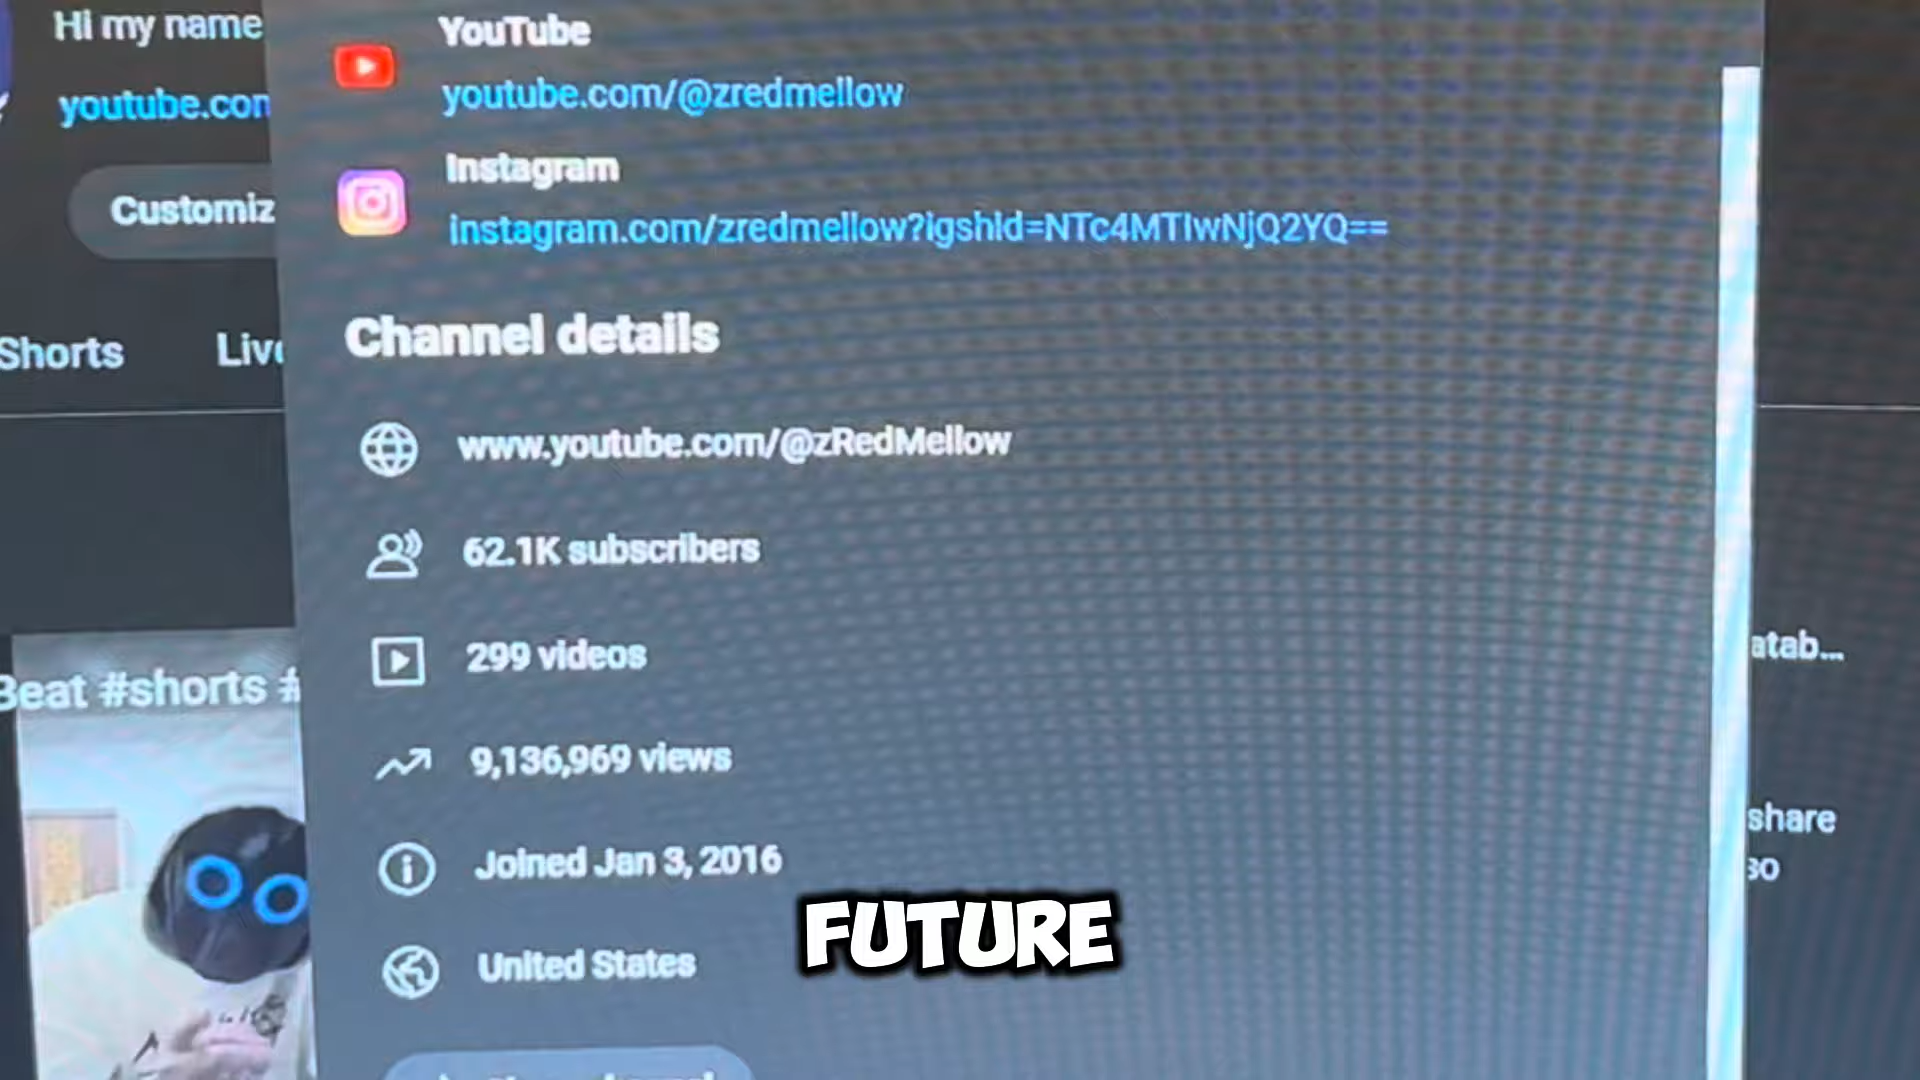 Hi my name
youtube.con
Customiz
Shorts
Live
Beat #shorts #
YouTube
youtube.com/@zredmellow
Instagram
instagram.com/zredmellow?igshid=NTc4MTIwNjQ2YQ==
Channel details
www.youtube.com/@zRedMellow
62.1K subscribers
299 videos
9,136,969 views
Joined Jan 3, 2016
United States
FUTURE
atab...
share